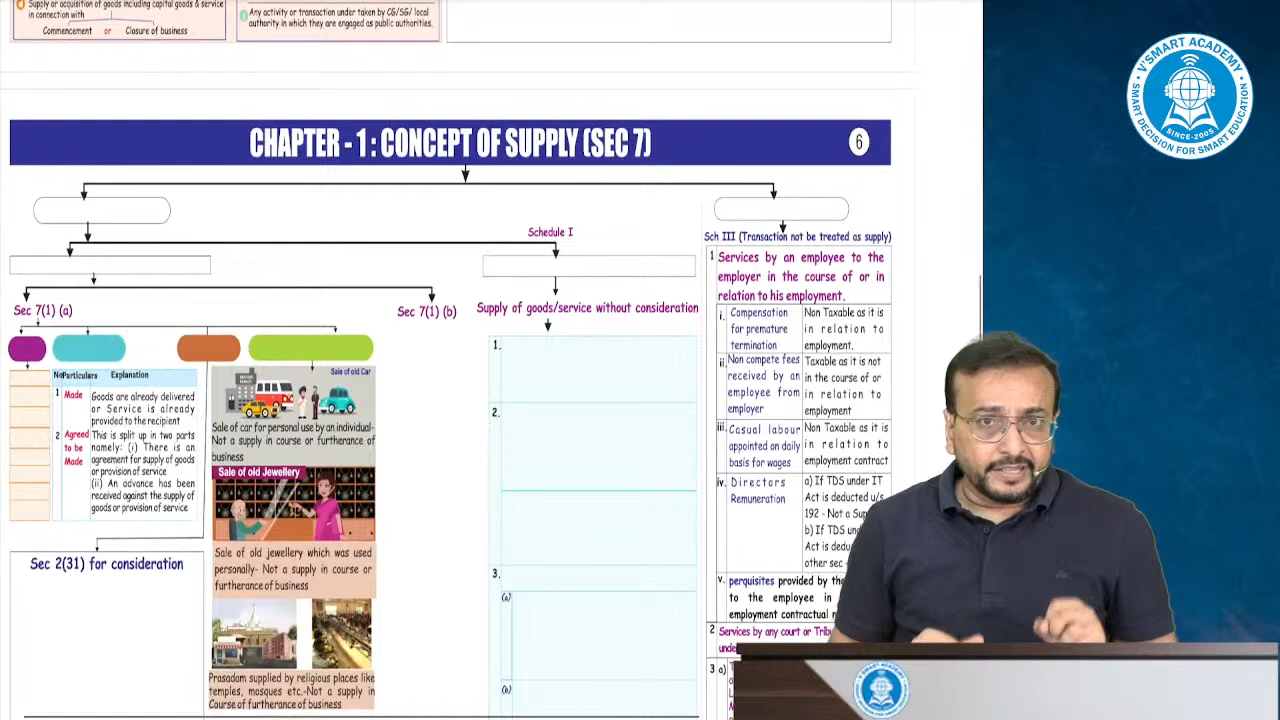 d Supply or acquisition of goods including capital goods & service
in connection with
Commencement or Closure of business
i Any activity or transaction under taken by CG/SG/ local
authority in which they are engaged as public authorities.
V'SMART ACADEMY
SMART DECISION FOR SMART EDUCATION
SINCE-2005
CHAPTER - 1 : CONCEPT OF SUPPLY (SEC 7)
6
Schedule I
Sch III (Transaction not be treated as supply)
Sec 7(1) (a)
Sec 7(1) (b)
Supply of goods/service without consideration
No Particulars Explanation
1 Made Goods are already delivered
or Service is already
provided to the recipient
2 Agreed to be Made This is split up in two parts
namely: (i) There is an
agreement for supply of goods
or provision of service
(ii) An advance has been
received against the supply of
goods or provision of service
Sec 2(31) for consideration
Sale of old Car
Sale of car for personal use by an individual-
Not a supply in course or furtherance of
business
Sale of old Jewellery
Sale of old jewellery which was used
personally- Not a supply in course or
furtherance of business
Prasadam supplied by religious places like
temples, mosques etc.-Not a supply in
Course of furtherance of business
1.
2.
3.
(a)
(b)
1 Services by an employee to the
employer in the course of or in
relation to his employment.
i. Compensation
for premature
termination
Non Taxable as it is
in relation to
employment.
ii. Non compete fees
received by an
employee from
employer
Taxable as it is not
in the course of or
in relation to
employment
iii. Casual labour
appointed on daily
basis for wages
Non Taxable as it is
in relation to
employment contract
iv. Directors
Remuneration
a) If TDS under IT
Act is deducted u/s
192 - Not a
b) If TDS
Act is
other sec
v. perquisites provided by
to the employee in
employment contractual
2 Services by any court or
3 a)